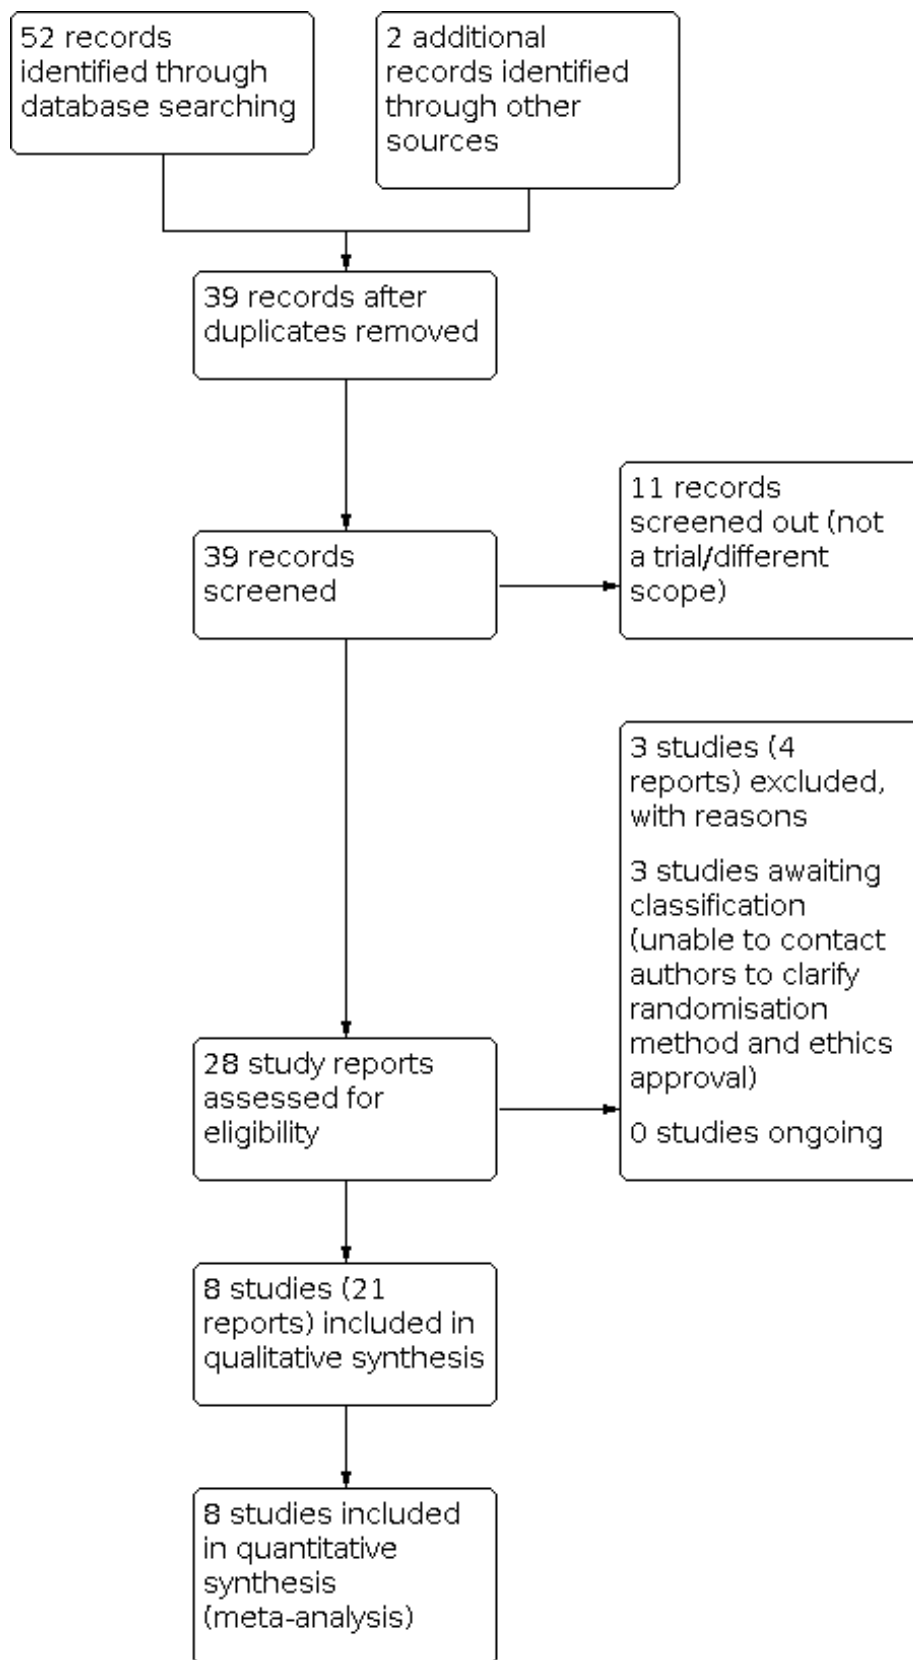 52 records
identified through
database searching
2 additional
records identified
through other
sources
39 records after
duplicates removed
39 records
screened
11 records
screened out (not
a trial/different
scope)
28 study reports
assessed for
eligibility
3 studies (4
reports) excluded,
with reasons
3 studies awaiting
classification
(unable to contact
authors to clarify
randomisation
method and ethics
approval)
0 studies ongoing
8 studies (21
reports) included in
qualitative synthesis
8 studies included
in quantitative
synthesis
(meta-analysis)